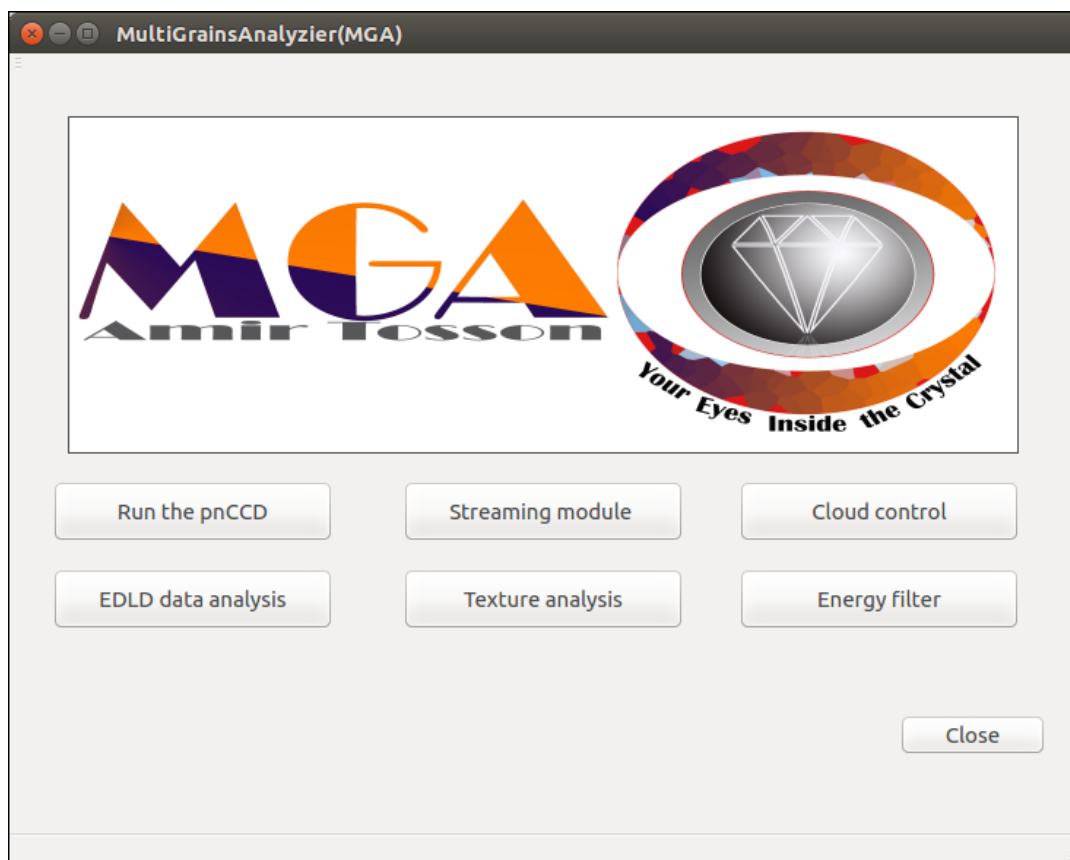 MultiGrainsAnalyzier(MGA)
MGA
Amir Tosson
Your Eyes Inside the Crystal
Run the pnCCD
Streaming module
Cloud control
EDLD data analysis
Texture analysis
Energy filter
Close